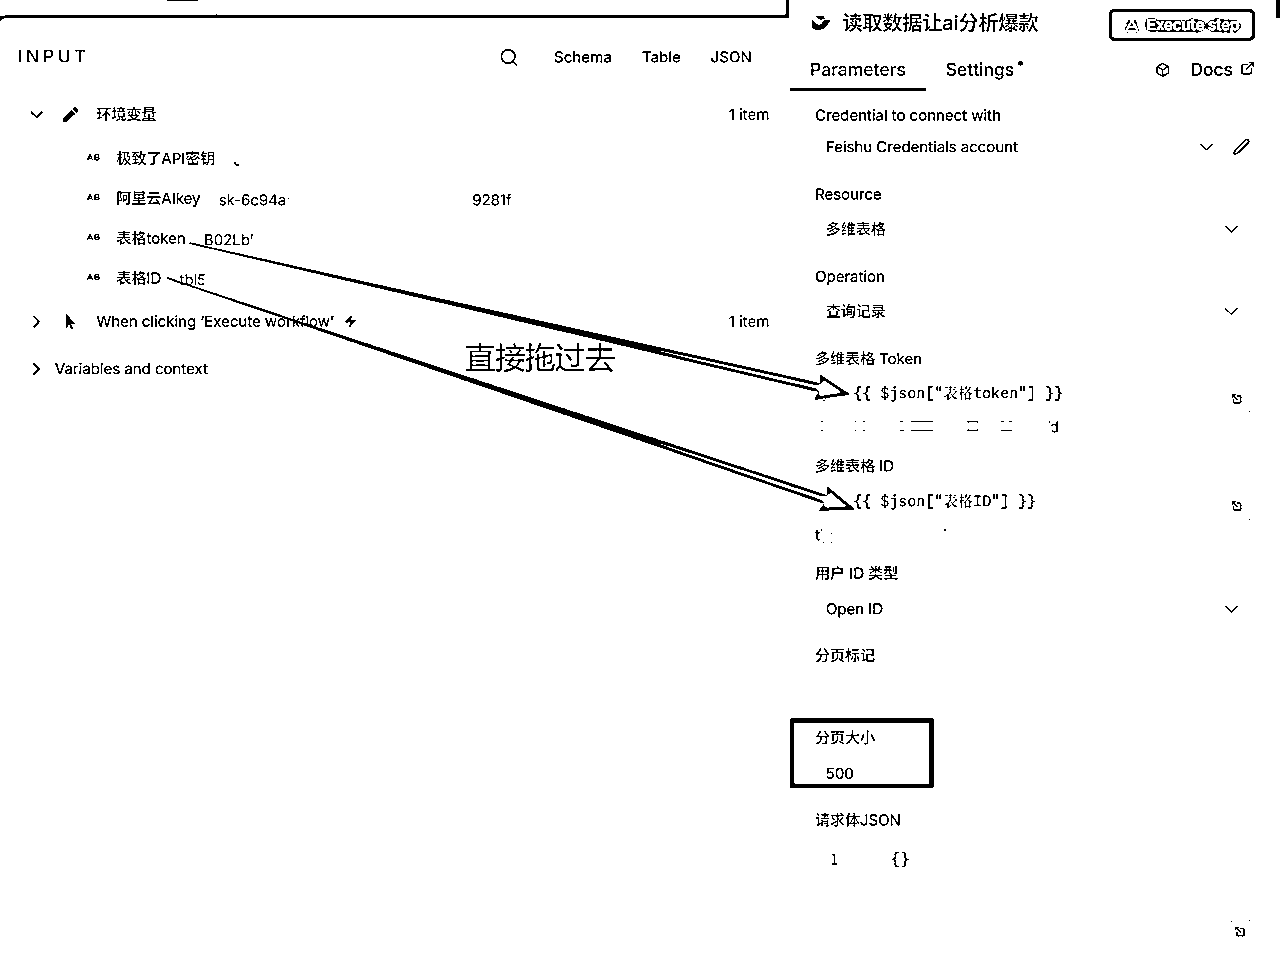 INPUT
Schema
Table
JSON
环境变量
1 item
极致了API密钥
阿里云AIkey sk-6c94a 9281f
表格token B02Lb
表格ID tbl5
When clicking ‘Execute workflow’
1 item
Variables and context
直接拖过去
读取数据让ai分析爆款
Execute step
Parameters
Settings
Docs
Credential to connect with
Feishu Credentials account
Resource
多维表格
Operation
查询记录
多维表格 Token
{{ $json["表格token"] }}
多维表格 ID
{{ $json["表格ID"] }}
用户 ID 类型
Open ID
分页标记
分页大小
500
请求体JSON
1 {}